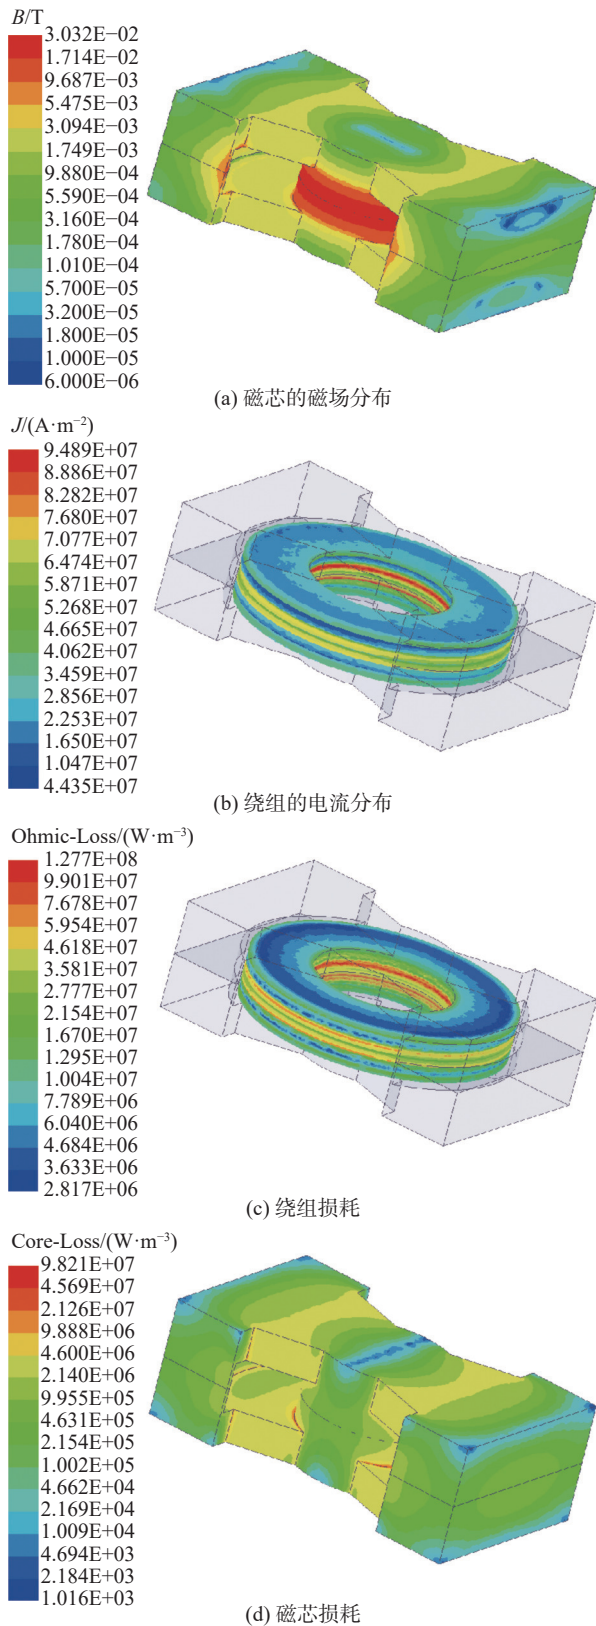 B/T
3.032E−02
1.714E−02
9.687E−03
5.475E−03
3.094E−03
1.749E−03
9.880E−04
5.590E−04
3.160E−04
1.780E−04
1.010E−04
5.700E−05
3.200E−05
1.800E−05
1.000E−05
6.000E−06
(a) 磁芯的磁场分布
J/(A·m⁻²)
9.489E+07
8.886E+07
8.282E+07
7.680E+07
7.077E+07
6.474E+07
5.871E+07
5.268E+07
4.665E+07
4.062E+07
3.459E+07
2.856E+07
2.253E+07
1.650E+07
1.047E+07
4.435E+07
(b) 绕组的电流分布
Ohmic-Loss/(W·m⁻³)
1.277E+08
9.901E+07
7.678E+07
5.954E+07
4.618E+07
3.581E+07
2.777E+07
2.154E+07
1.670E+07
1.295E+07
1.004E+07
7.789E+06
6.040E+06
4.684E+06
3.633E+06
2.817E+06
(c) 绕组损耗
Core-Loss/(W·m⁻³)
9.821E+07
4.569E+07
2.126E+07
9.888E+06
4.600E+06
2.140E+06
9.955E+05
4.631E+05
2.154E+05
1.002E+05
4.662E+04
2.169E+04
1.009E+04
4.694E+03
2.184E+03
1.016E+03
(d) 磁芯损耗